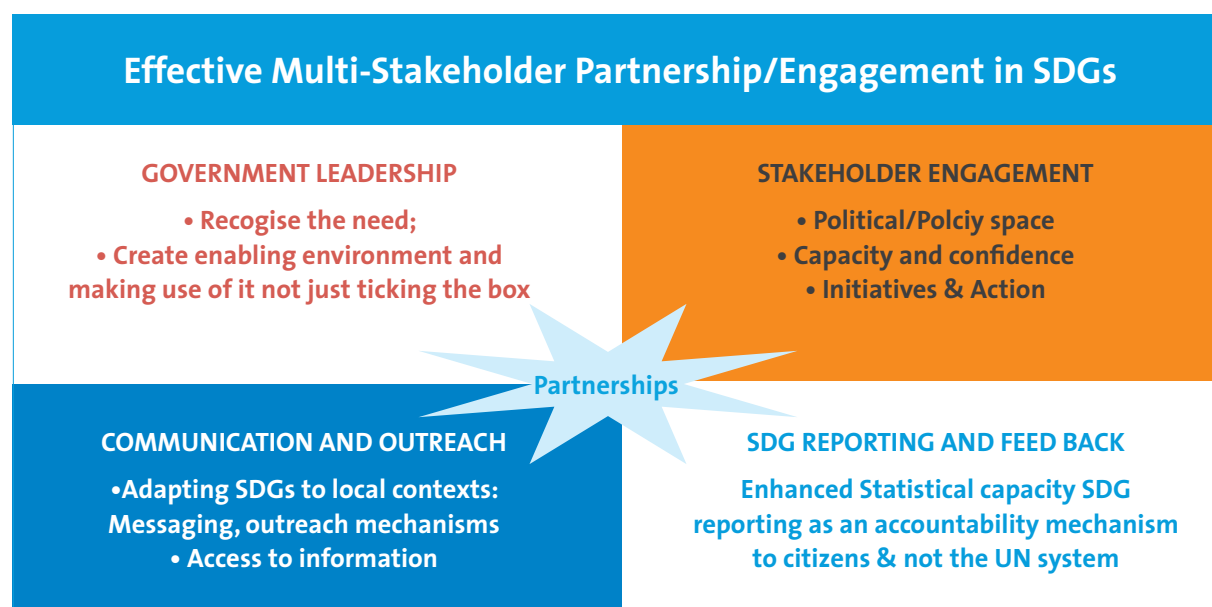 Effective Multi-Stakeholder Partnership/Engagement in SDGs
GOVERNMENT LEADERSHIP
• Recogise the need;
• Create enabling environment and
making use of it not just ticking the box
STAKEHOLDER ENGAGEMENT
• Political/Polciy space
• Capacity and confidence
• Initiatives & Action
Partnerships
COMMUNICATION AND OUTREACH
•Adapting SDGs to local contexts:
Messaging, outreach mechanisms
• Access to information
SDG REPORTING AND FEED BACK
Enhanced Statistical capacity SDG
reporting as an accountability mechanism
to citizens & not the UN system